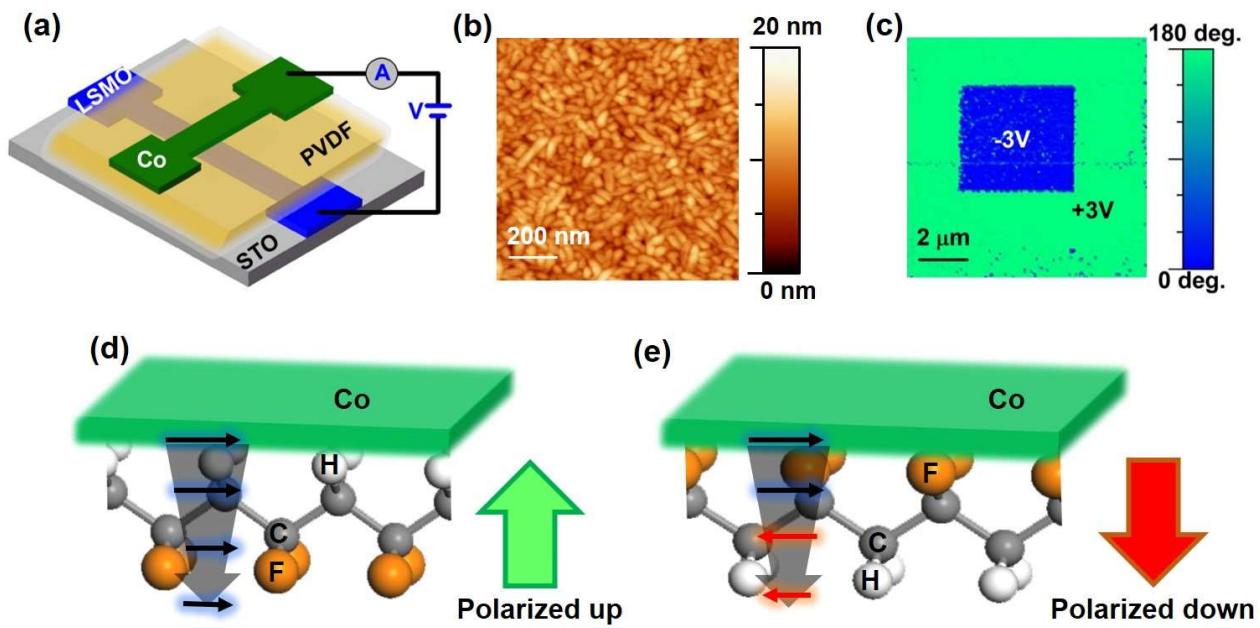 (a)
LSMO
Co
PVDF
STO
A
V
(b)
200 nm
20 nm
0 nm
(c)
-3V
+3V
2 μm
180 deg.
0 deg.
(d)
Co
H
C
F
Polarized up
(e)
Co
F
C
H
Polarized down